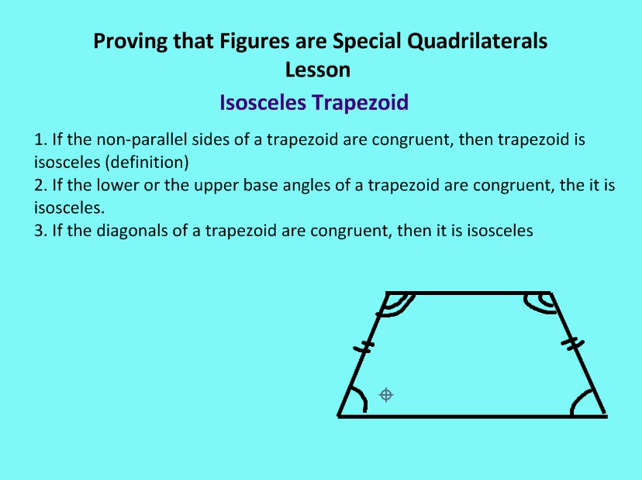 Proving that Figures are Special Quadrilaterals
Lesson
Isosceles Trapezoid
1. If the non-parallel sides of a trapezoid are congruent, then trapezoid is
isosceles (definition)
2. If the lower or the upper base angles of a trapezoid are congruent, the it is
isosceles.
3. If the diagonals of a trapezoid are congruent, then it is isosceles